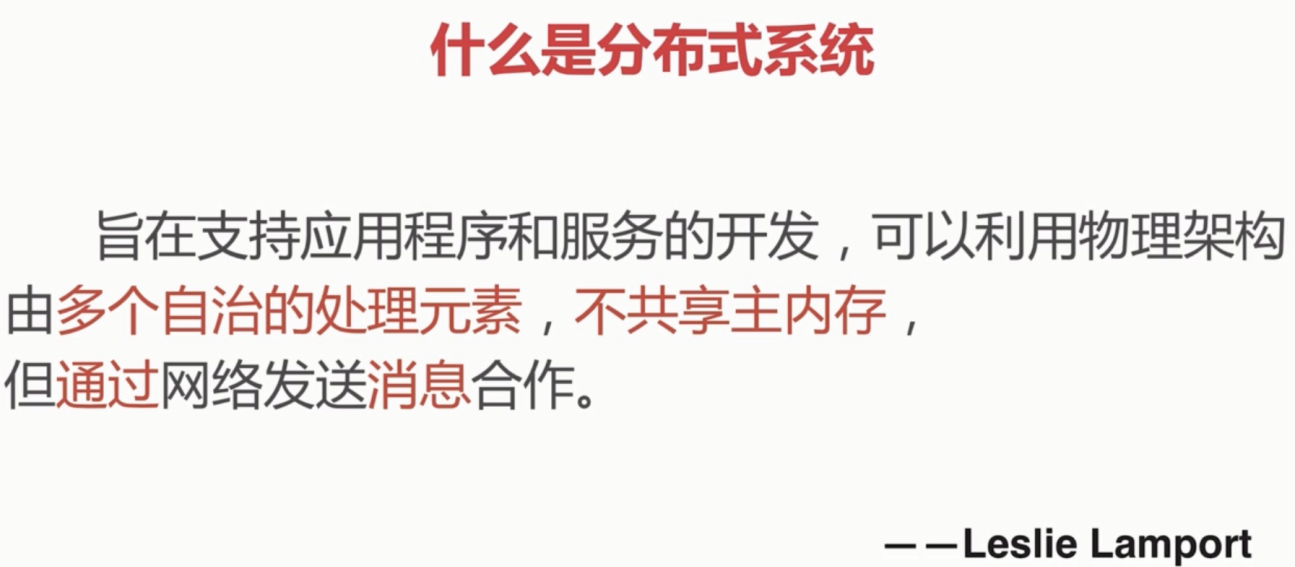 什么是分布式系统
旨在支持应用程序和服务的开发，可以利用物理架构
由多个自治的处理元素，不共享主内存，
但通过网络发送消息合作。
——Leslie Lamport